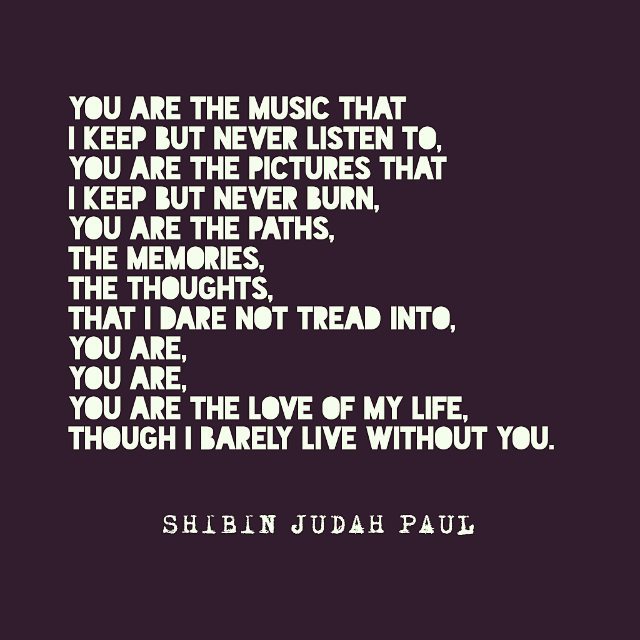 YOU ARE THE MUSIC THAT
I KEEP BUT NEVER LISTEN TO,
YOU ARE THE PICTURES THAT
I KEEP BUT NEVER BURN,
YOU ARE THE PATHS,
THE MEMORIES,
THE THOUGHTS,
THAT I DARE NOT TREAD INTO,
YOU ARE,
YOU ARE,
YOU ARE THE LOVE OF MY LIFE,
THOUGH I BARELY LIVE WITHOUT YOU.
SHIBIN JUDAH PAUL